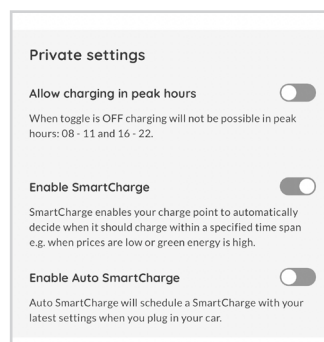 Private settings
Allow charging in peak hours
When toggle is OFF charging will not be possible in peak
hours: 08 - 11 and 16 - 22.
Enable SmartCharge
SmartCharge enables your charge point to automatically
decide when it should charge within a specified time span
e.g. when prices are low or green energy is high.
Enable Auto SmartCharge
Auto SmartCharge will schedule a SmartCharge with your
latest settings when you plug in your car.